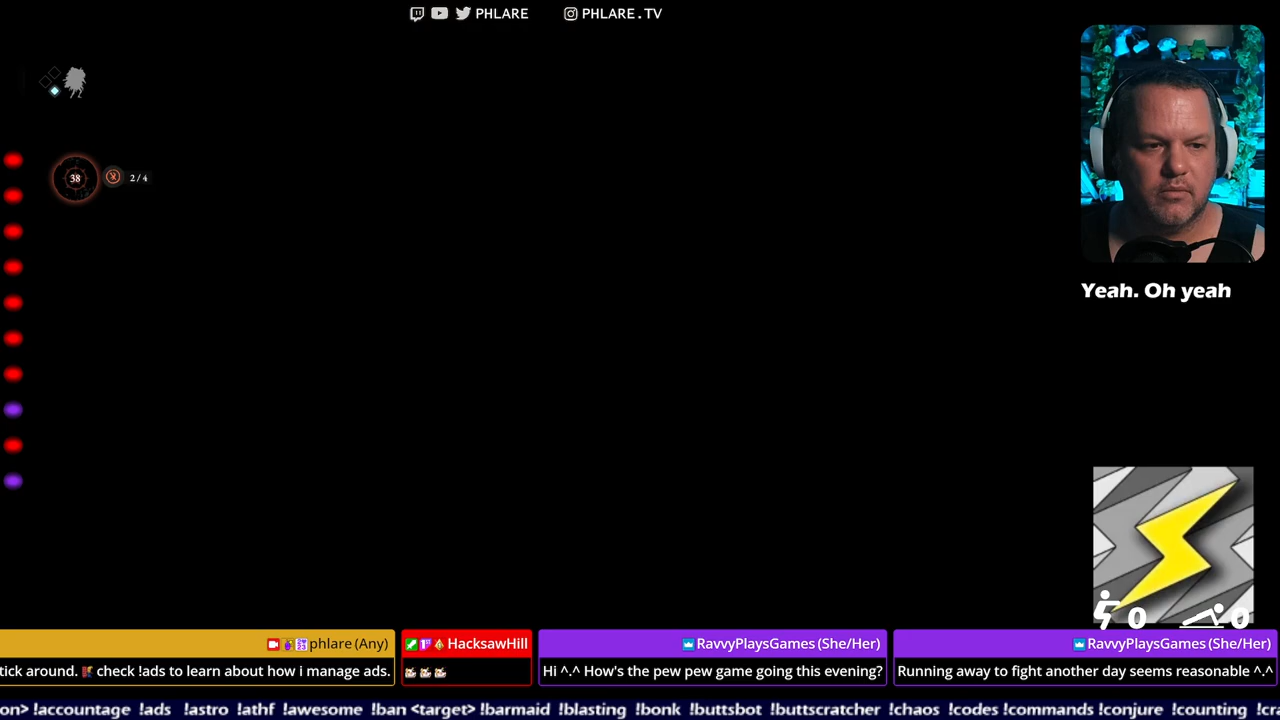 PHLARE PHLARE.TV
38 2/4
Yeah. Oh yeah
0 0
phlare (Any) HacksawHill RavvyPlaysGames (She/Her) RavvyPlaysGames (She/Her)
tick around. check !ads to learn about how i manage ads. Hi ^.^ How's the pew pew game going this evening? Running away to fight another day seems reasonable ^.^
on> !accountage !ads !astro !athf !awesome !ban <target> !barmaid !blasting !bonk !buttsbot !buttscratcher !chaos !codes !commands !conjure !counting !cra